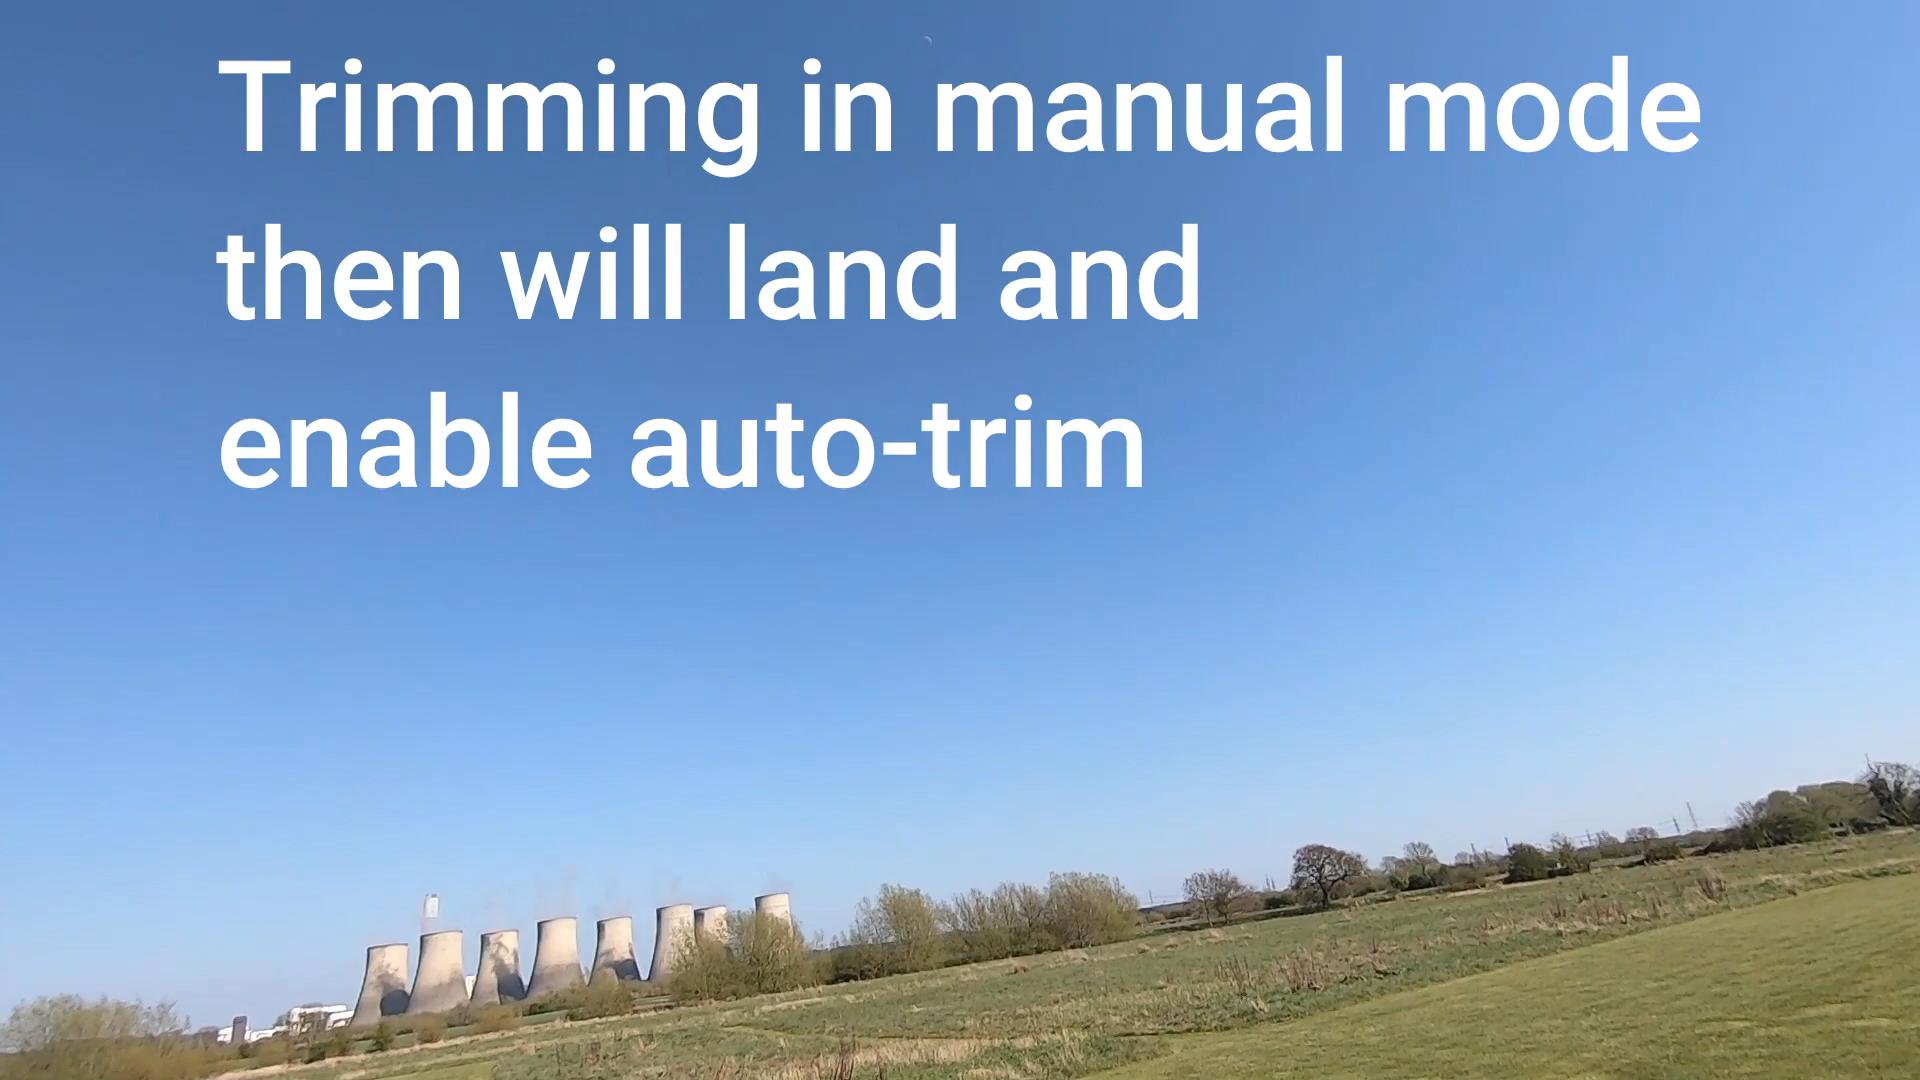 Trimming in manual mode
then will land and
enable auto-trim